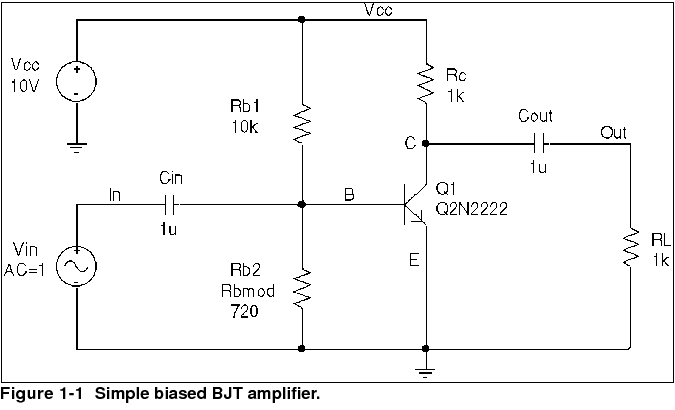 Vcc
Vcc
10V
+
-
Rb1
10k
Rc
1k
Cout
1u
Out
C
In
Cin
1u
B
Q1
Q2N2222
Vin
AC=1
+
-
Rb2
Rbmod
720
E
RL
1k
Figure 1-1 Simple biased BJT amplifier.